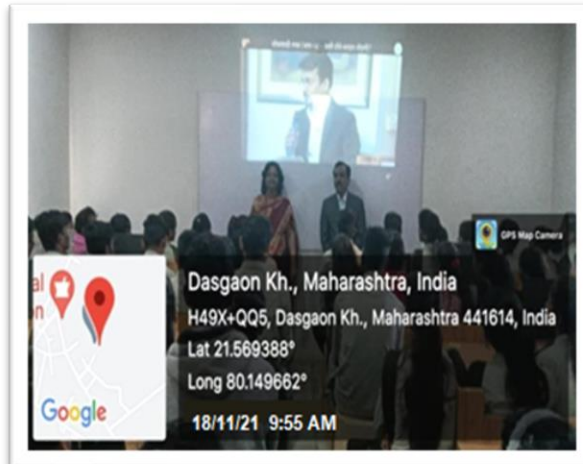 GPS Map Camera
al
n
Google
Dasgaon Kh., Maharashtra, India
H49X+QQ5, Dasgaon Kh., Maharashtra 441614, India
Lat 21.569388°
Long 80.149662°
18/11/21 9:55 AM